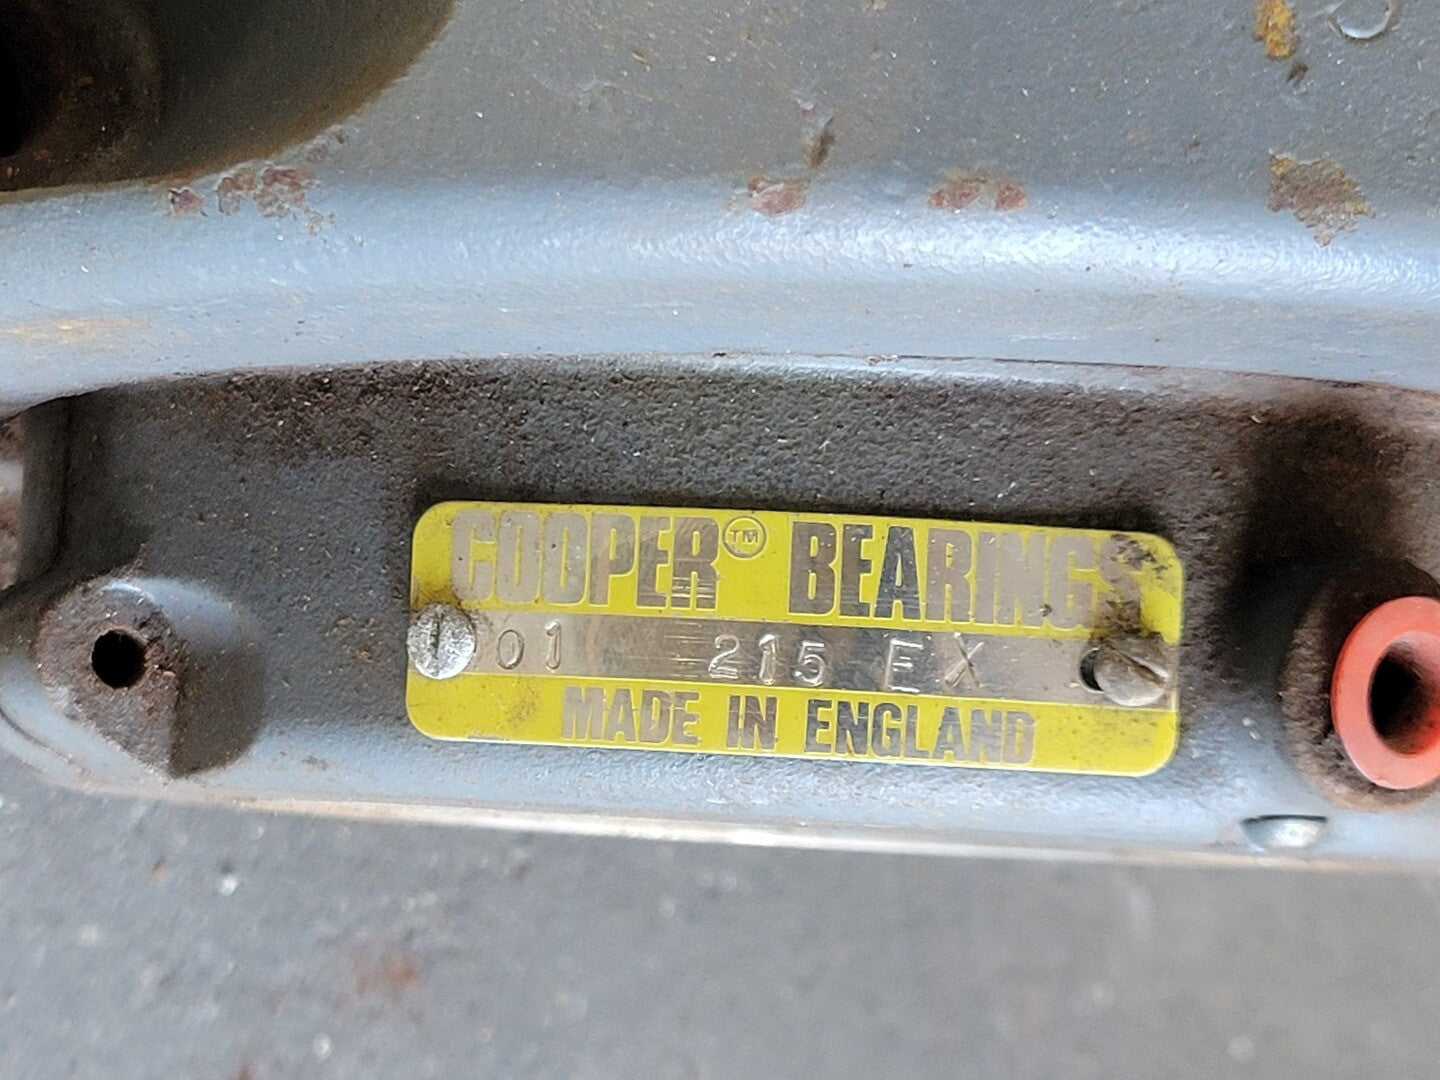 COOPER™ BEARINGS
01 215 EX
MADE IN ENGLAND